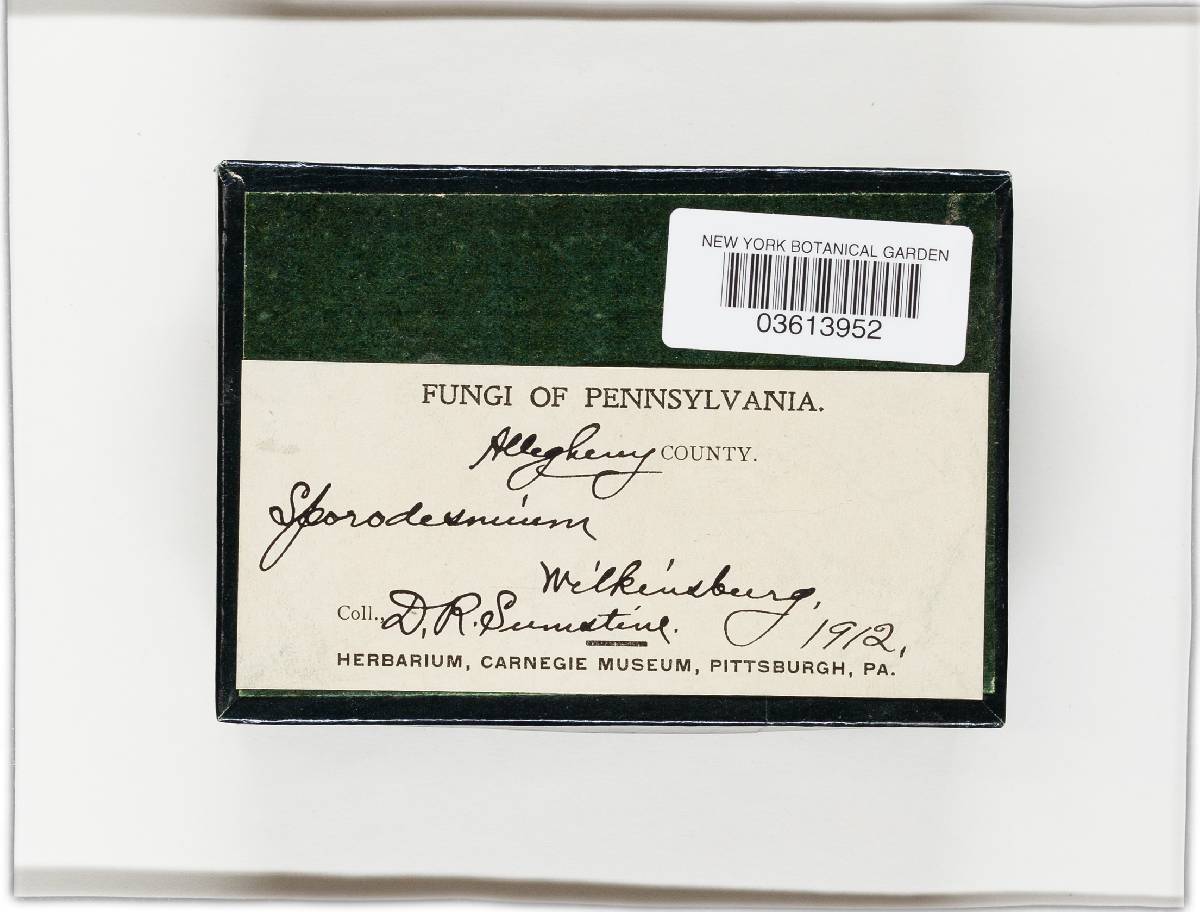 NEW YORK BOTANICAL GARDEN
03613952
FUNGI OF PENNSYLVANIA.
Allegheny COUNTY.
Sporodesmium
Wilkinsburg,
Coll., D. R. Sumstine. 1912.
HERBARIUM, CARNEGIE MUSEUM, PITTSBURGH, PA.